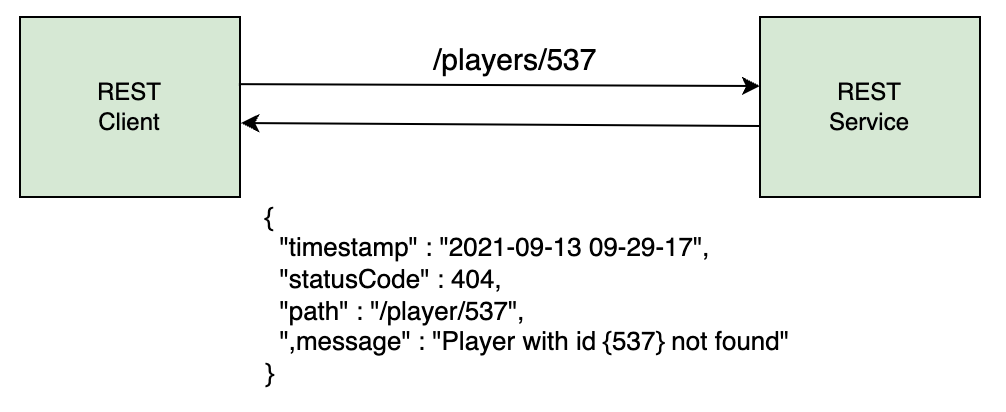 /players/537
REST
Client
REST
Service
{
"timestamp" : "2021-09-13 09-29-17",
"statusCode" : 404,
"path" : "/player/537",
",message" : "Player with id {537} not found"
}